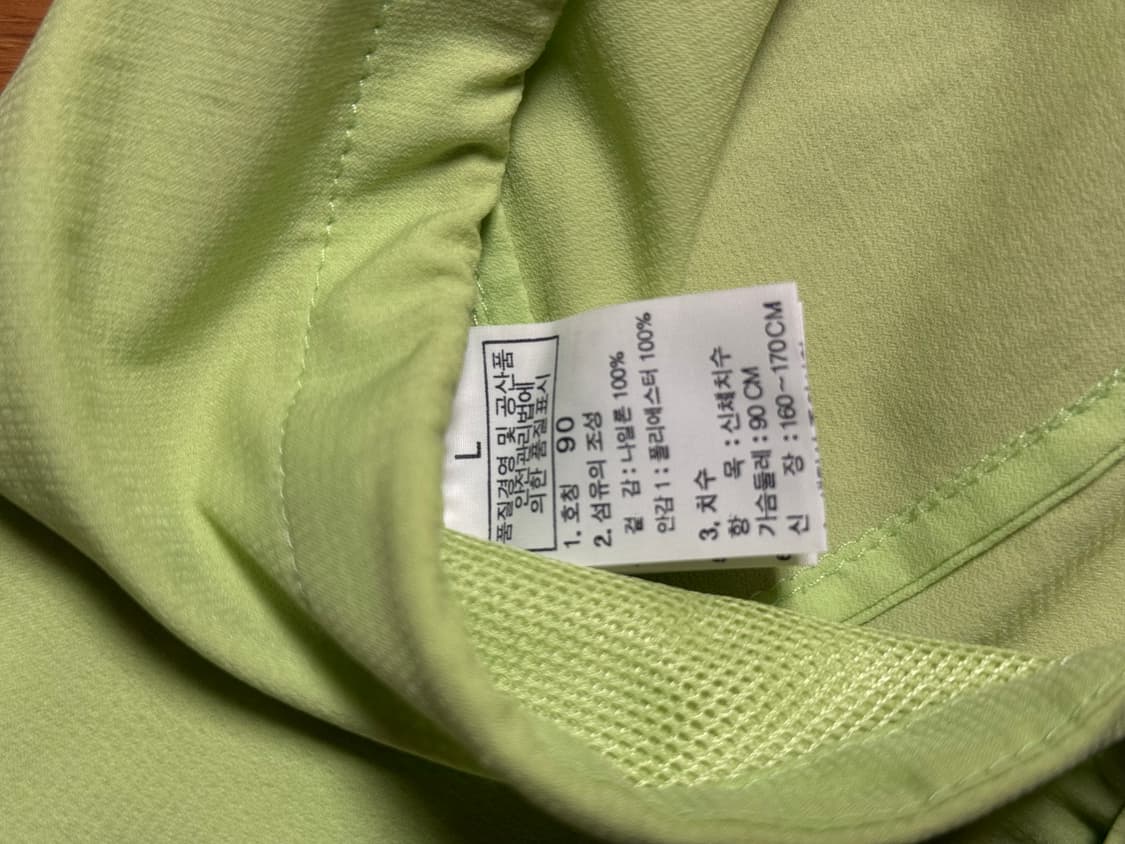 L
품질경영 및 공산품
안전관리법에
의한 품질표시
1. 호칭 90
2. 섬유의 조성
겉 감 : 나일론 100%
안감 1 : 폴리에스터 100%
3. 치수
항 목 : 신체치수
가슴둘레 : 90 CM
신 장 : 160~170CM